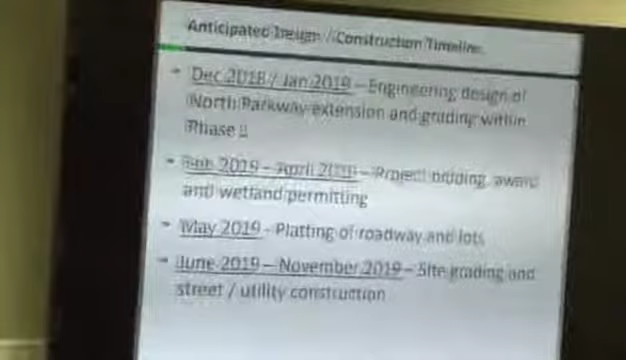 Anticipated Design / Construction Timeline
- Dec 2018 / Jan 2019 – Engineering design of
North Parkway extension and grading within
Phase II
- Feb 2019 – April 2019 – Project bidding, award
and wetland permitting
- May 2019 - Platting of roadway and lots
- June 2019 – November 2019 – Site grading and
street / utility construction